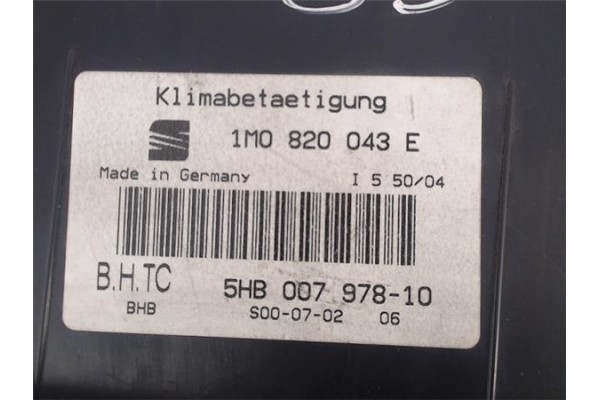 Klimabetaetigung
1M0 820 043 E
Made in Germany I 5 50/04
B.H.TC 5HB 007 978-10
BHB S00-07-02 06